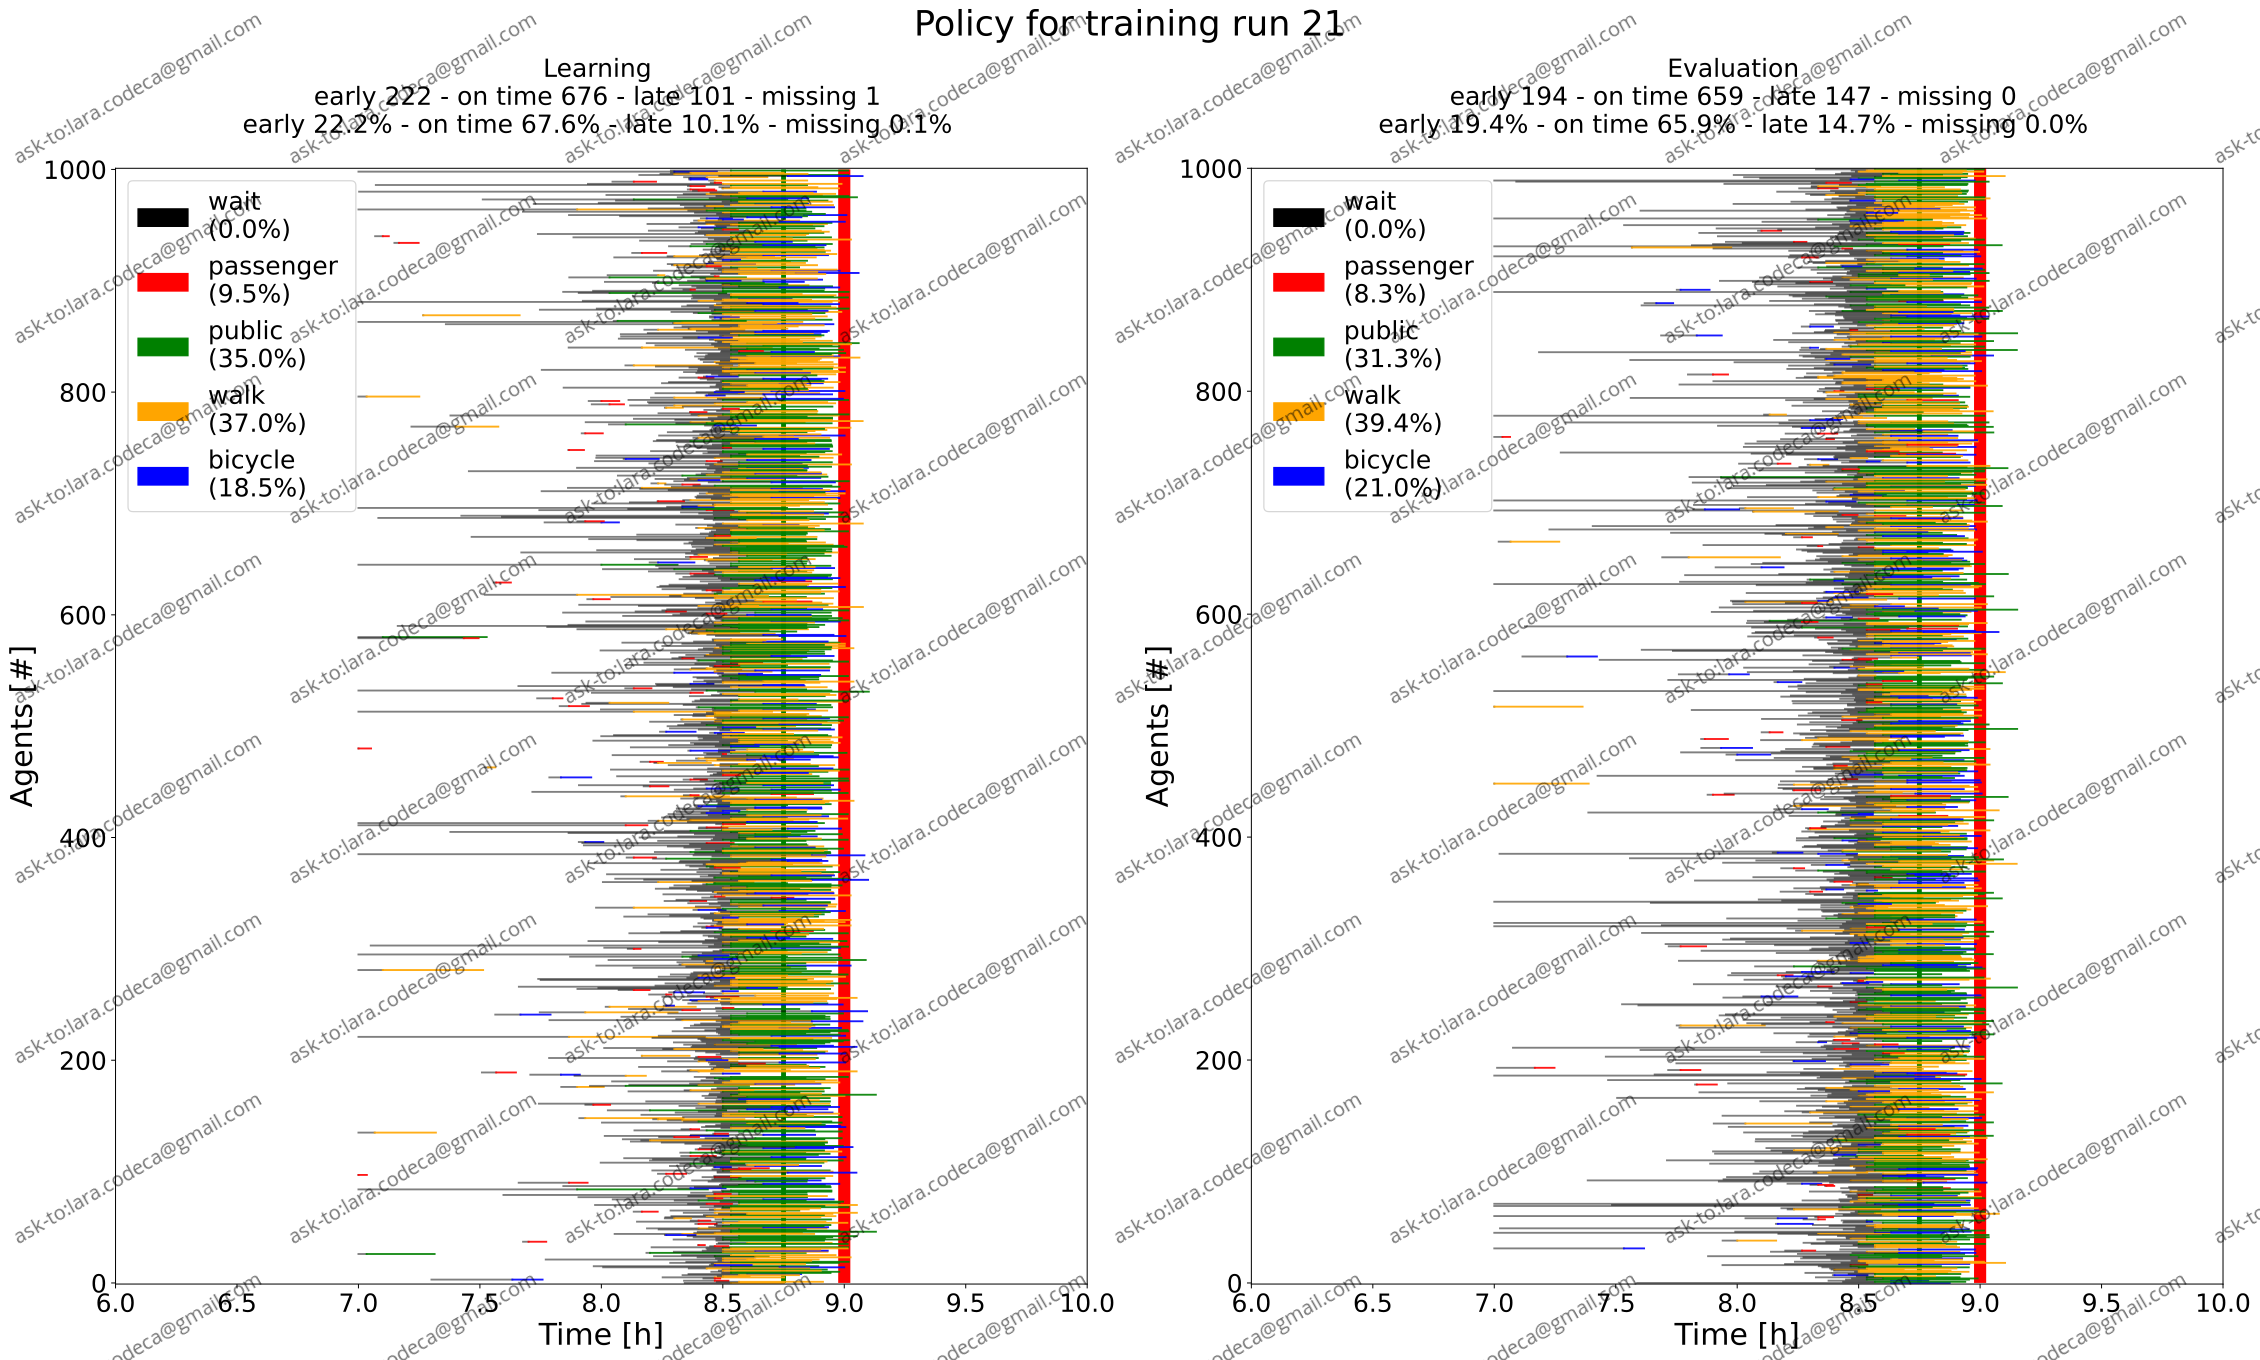 Policy for training run 21
Learning
early 222 - on time 676 - late 101 - missing 1
early 22.2% - on time 67.6% - late 10.1% - missing 0.1%
wait
(0.0%)
passenger
(9.5%)
public
(35.0%)
walk
(37.0%)
bicycle
(18.5%)
Agents [#]
1000
800
600
400
200
0
6.0 6.5 7.0 7.5 8.0 8.5 9.0 9.5 10.0
Time [h]
Evaluation
early 194 - on time 659 - late 147 - missing 0
early 19.4% - on time 65.9% - late 14.7% - missing 0.0%
wait
(0.0%)
passenger
(8.3%)
public
(31.3%)
walk
(39.4%)
bicycle
(21.0%)
Agents [#]
1000
800
600
400
200
0
6.0 6.5 7.0 7.5 8.0 8.5 9.0 9.5 10.0
Time [h]
ask-to:lara.codeca@gmail.com